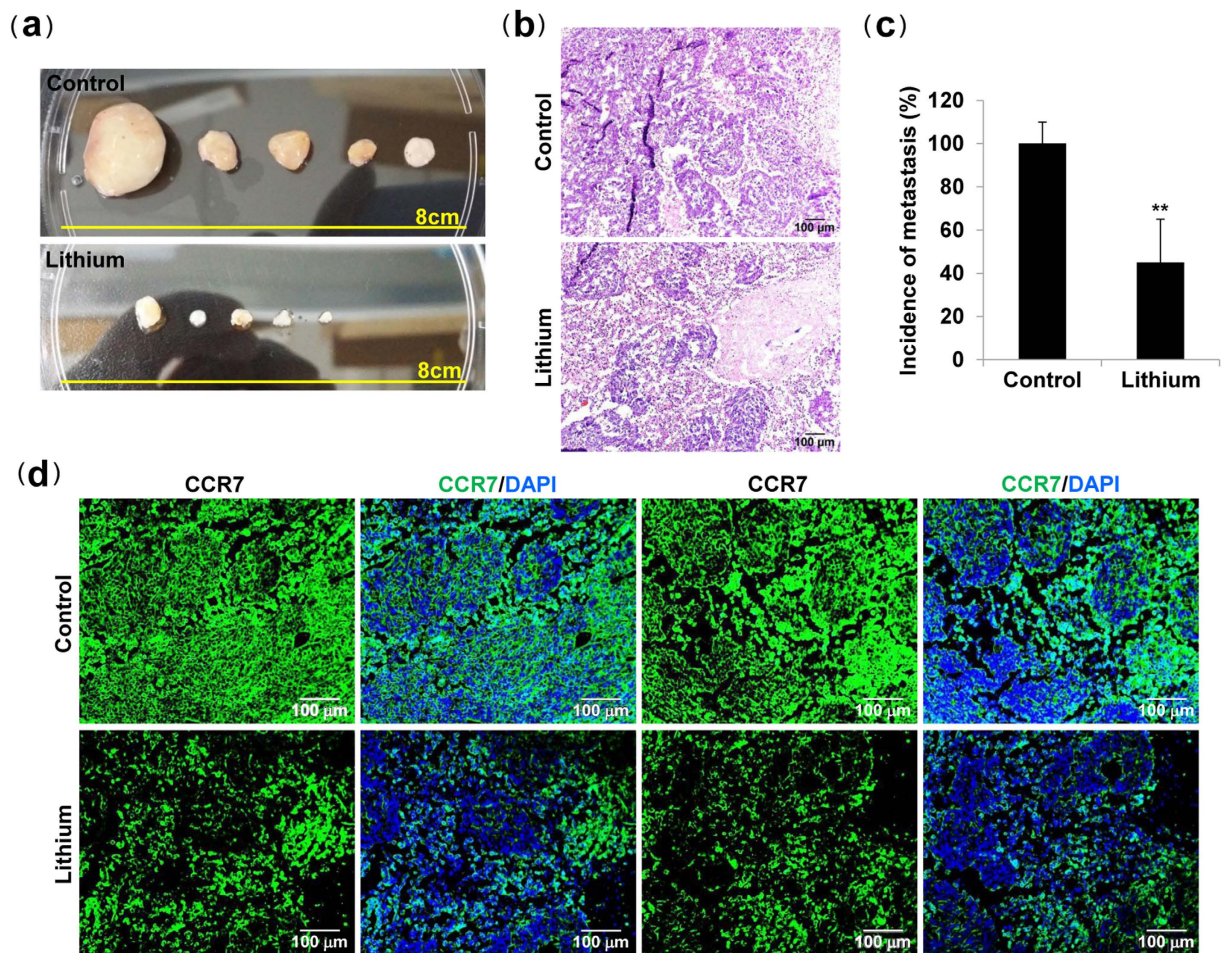 (a)
Control
8cm
Lithium
8cm
(b)
Control
100 μm
Lithium
100 μm
(c)
Incidence of metastasis (%)
120
100
80
60
40
20
0
**
Control
Lithium
(d)
CCR7
CCR7/DAPI
CCR7
CCR7/DAPI
Control
100 μm
100 μm
100 μm
100 μm
Lithium
100 μm
100 μm
100 μm
100 μm